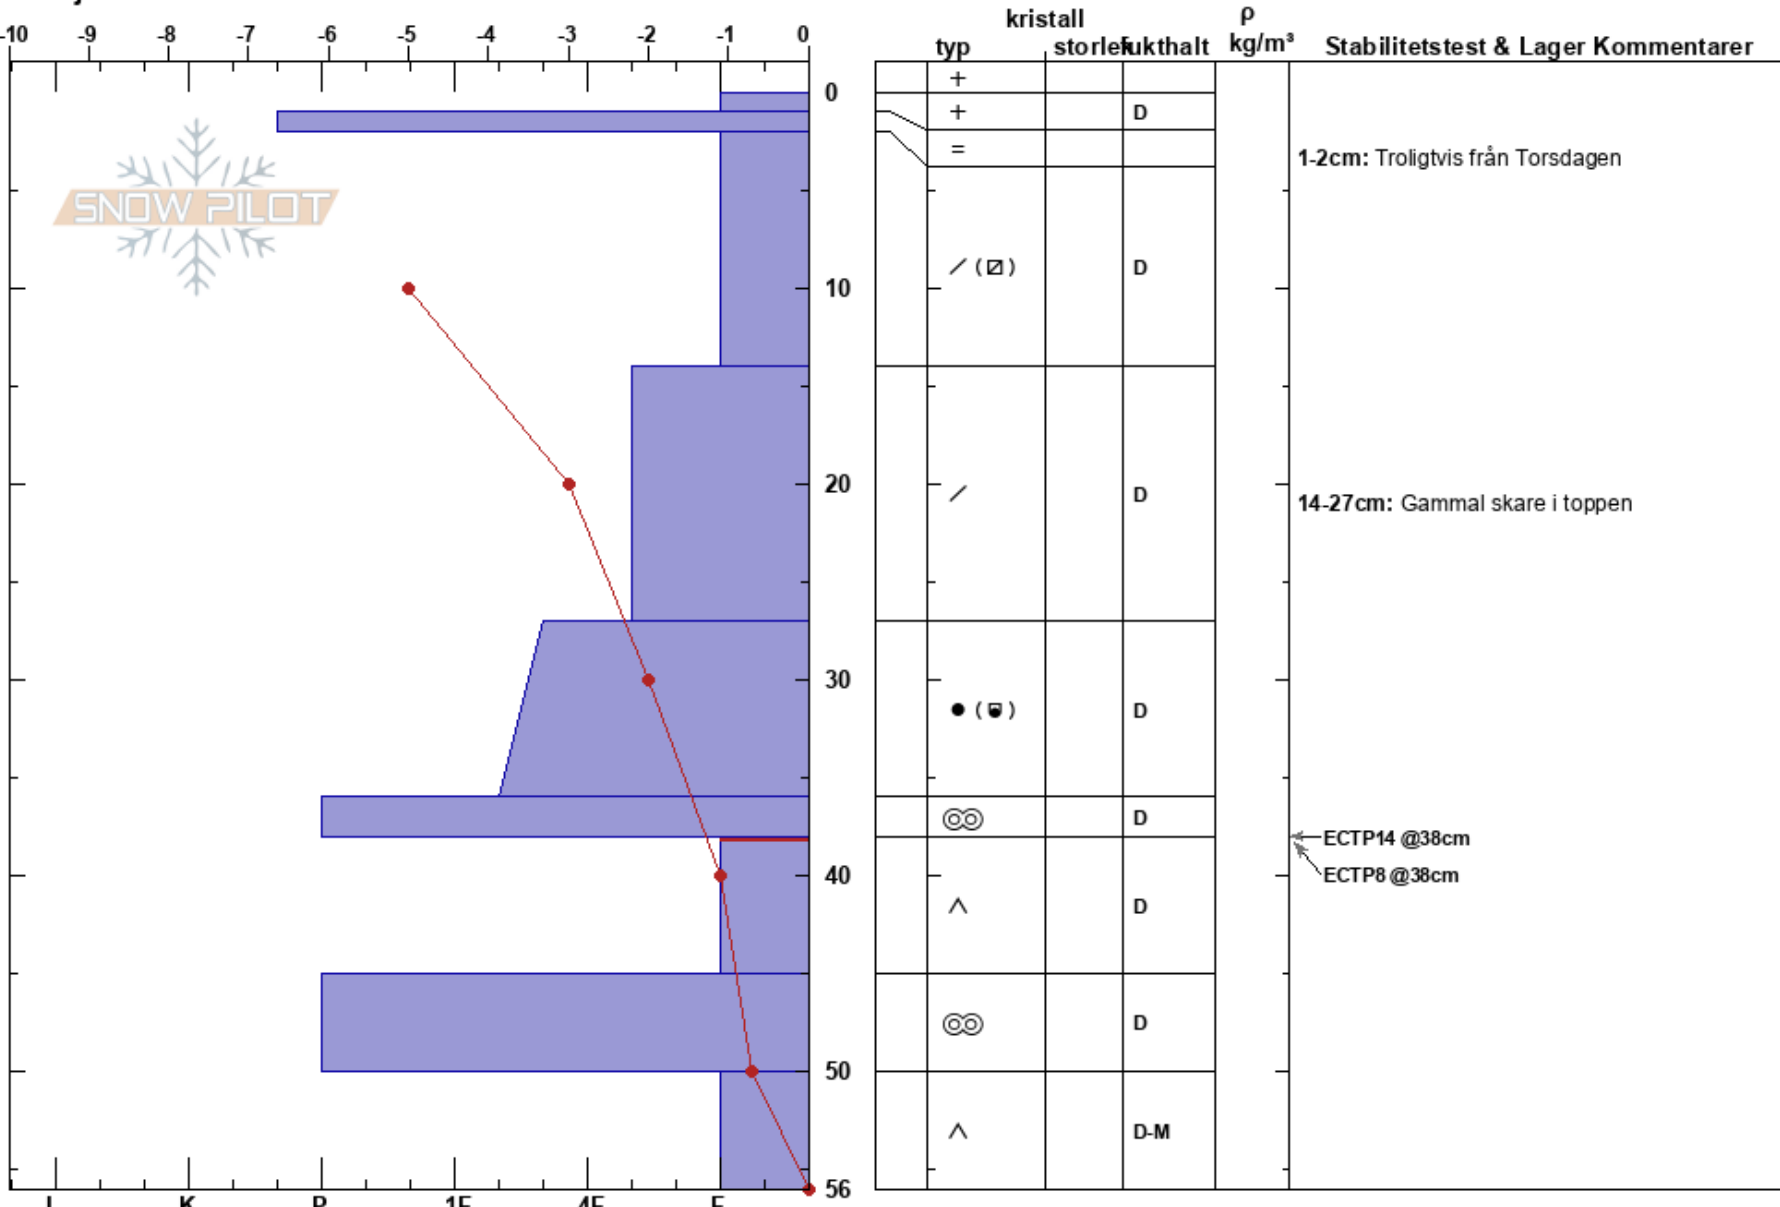 kristall ρ
-10 -9 -8 -7 -6 -5 -4 -3 -2 -1 0 typ storlek fukthalt kg/m³ Stabilitetstest & Lager Kommentarer
+
0
+ D
=
1-2cm: Troligtvis från Torsdagen
SNOW PILOT
/ ( ) D
10
20
/ D
14-27cm: Gammal skare i toppen
30
● ( ) D
D
ECTP14 @38cm
40
ECTP8 @38cm
^ D
D
50
^ D-M
56
I K P 1F 4F F